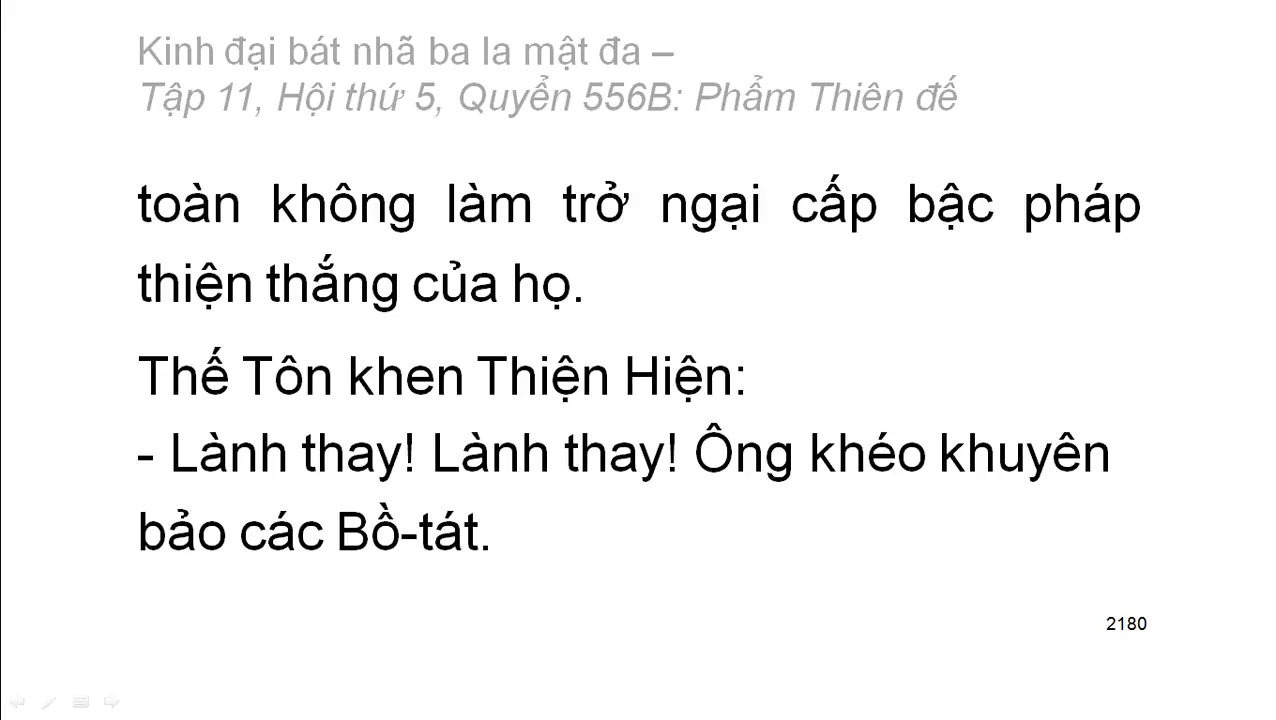 Kinh đại bát nhã ba la mật đa –
Tập 11, Hội thứ 5, Quyển 556B: Phẩm Thiên đế
toàn không làm trở ngại cấp bậc pháp
thiện thắng của họ.
Thế Tôn khen Thiện Hiện:
- Lành thay! Lành thay! Ông khéo khuyên
bảo các Bồ-tát.
2180